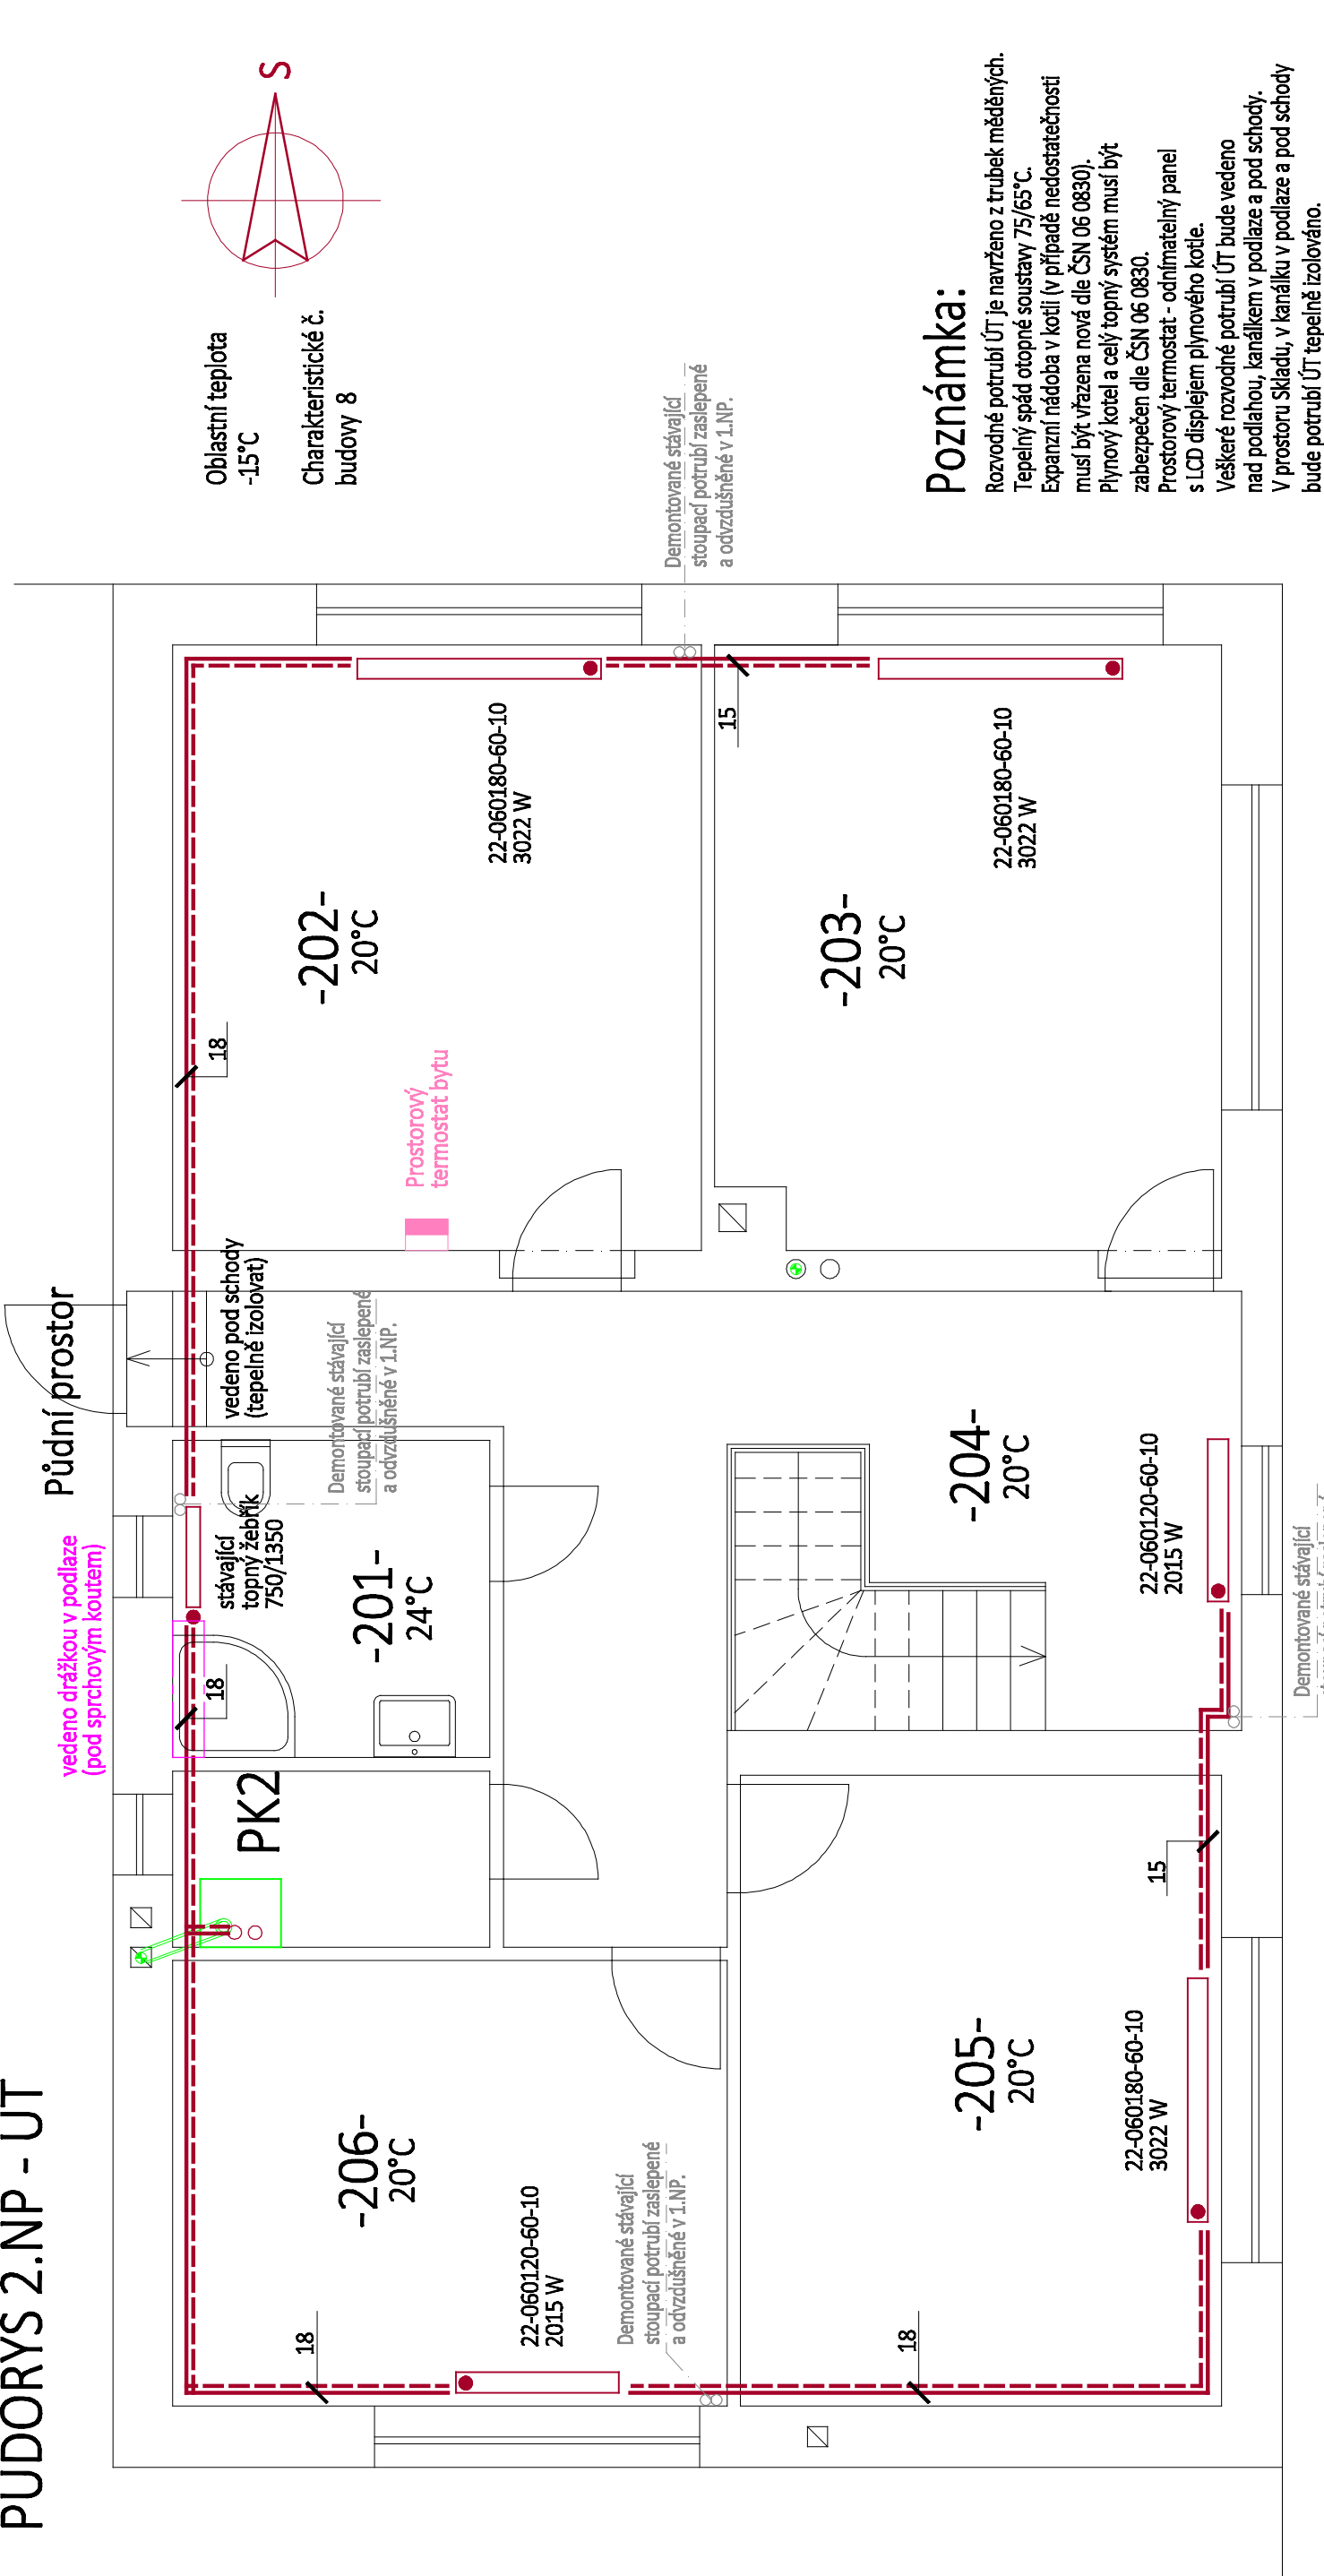 PŮDORYS 2.NP - ÚT
Půdní prostor
S
Oblastní teplota
-15°C
Charakteristické č.
budovy 8
vedeno drážkou v podlaze
(pod sprchovým koutem)
vedeno pod schody
(tepelně izolovat)
stávající
topný žebřík
750/1350
18
PK2
-201-
24°C
Demontované stávající
stoupací potrubí zaslepené
a odvzdušněné v 1.NP.
18
-202-
20°C
Prostorový
termostat bytu
22-060180-60-10
3022 W
Demontované stávající
stoupací potrubí zaslepené
a odvzdušněné v 1.NP.
15
-203-
20°C
22-060180-60-10
3022 W
-204-
20°C
22-060120-60-10
2015 W
Demontované stávající
15
-205-
20°C
22-060180-60-10
3022 W
18
-206-
20°C
22-060120-60-10
2015 W
18
Demontované stávající
stoupací potrubí zaslepené
a odvzdušněné v 1.NP.
Poznámka:
Rozvodné potrubí ÚT je navrženo z trubek měděných.
Tepelný spád otopné soustavy 75/65°C.
Expanzní nádoba v kotli (v případě nedostatečnosti
musí být vřazena nová dle ČSN 06 0830).
Plynový kotel a celý topný systém musí být
zabezpečen dle ČSN 06 0830.
Prostorový termostat - odnímatelný panel
s LCD displejem plynového kotle.
Veškeré rozvodné potrubí ÚT bude vedeno
nad podlahou, kanálkem v podlaze a pod schody.
V prostoru Skladu, v kanálku v podlaze a pod schody
bude potrubí ÚT tepelně izolováno.